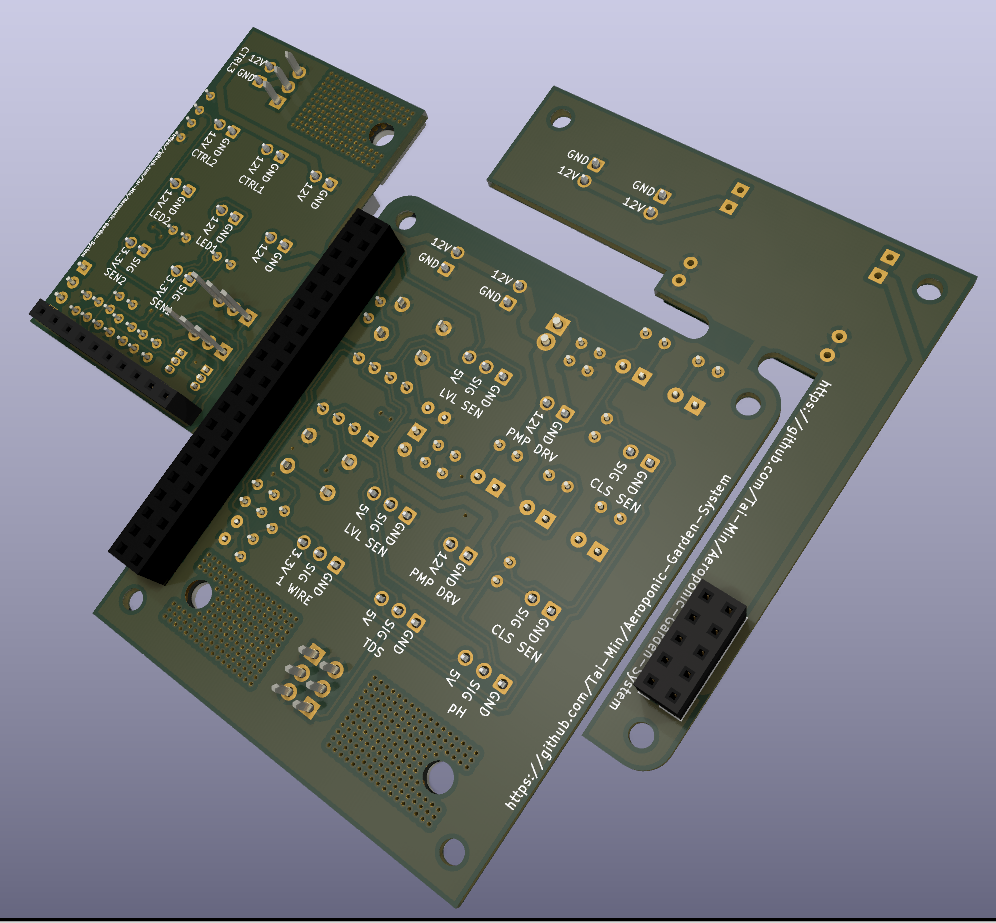 CTRL3
12V
GND
12V
GND
CTRL2
12V
GND
CTRL1
12V
GND
12V
GND
LED2
12V
GND
LED1
12V
GND
3.3V
SIG
SEN2
3.3V
SIG
SEN1
GND
12V
GND
12V
12V
GND
12V
GND
5V
SIG
GND
LVL SEN
12V
GND
PMP DRV
SIG
GND
CLS SEN
5V
SIG
GND
LVL SEN
12V
GND
PMP DRV
3.3V
SIG
GND
1 WIRE
5V
SIG
GND
TDS
SIG
GND
CLS SEN
5V
SIG
GND
pH
https://github.com/Tai-Min/Aeroponic-Garden-System
https://github.com/Tai-Min/Aeroponic-Garden-System